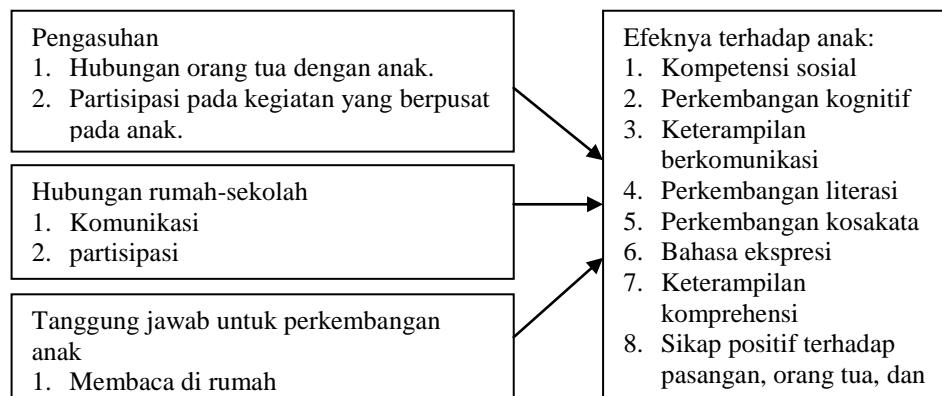 Pengasuhan
1. Hubungan orang tua dengan anak.
2. Partisipasi pada kegiatan yang berpusat
pada anak.
Hubungan rumah-sekolah
1. Komunikasi
2. partisipasi
Tanggung jawab untuk perkembangan
anak
1. Membaca di rumah
Efeknya terhadap anak:
1. Kompetensi sosial
2. Perkembangan kognitif
3. Keterampilan
berkomunikasi
4. Perkembangan literasi
5. Perkembangan kosakata
6. Bahasa ekspresi
7. Keterampilan
komprehensi
8. Sikap positif terhadap
pasangan, orang tua, dan